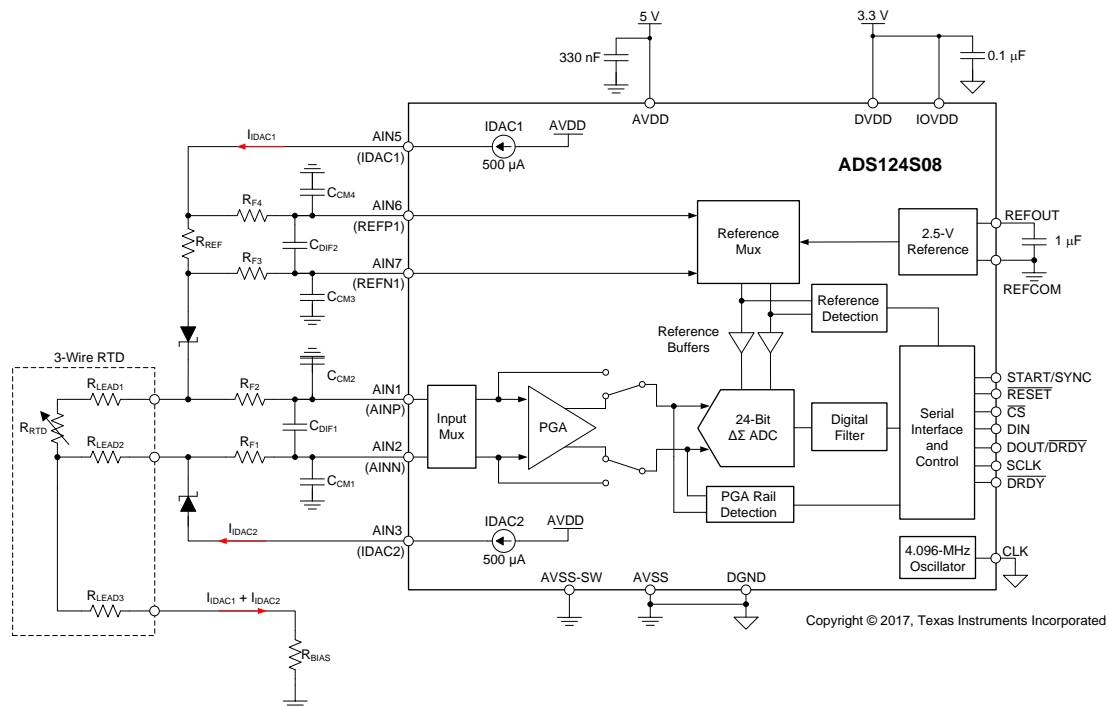 5 V
3.3 V
330 nF
0.1 μF
AVDD
DVDD
IOVDD
IIDAC1
AIN5
(IDAC1)
IDAC1
AVDD
500 μA
ADS124S08
CCM4
RF4
AIN6
(REFP1)
RREF
CDIF2
Reference
Mux
2.5-V
Reference
REFOUT
1 μF
REFCOM
RF3
AIN7
(REFN1)
CCM3
Reference
Detection
Reference
Buffers
3-Wire RTD
CCM2
RLEAD1
RF2
AIN1
(AINP)
RRTD
CDIF1
Input
Mux
PGA
24-Bit
ΔΣ ADC
Digital
Filter
Serial
Interface
and
Control
START/SYNC
RESET
CS
DIN
DOUT/DRDY
SCLK
DRDY
RLEAD2
RF1
AIN2
(AINN)
CCM1
PGA Rail
Detection
IIDAC2
AIN3
(IDAC2)
IDAC2
AVDD
500 μA
4.096-MHz
Oscillator
CLK
AVSS-SW
AVSS
DGND
RLEAD3
IIDAC1 + IIDAC2
RBIAS
Copyright © 2017, Texas Instruments Incorporated